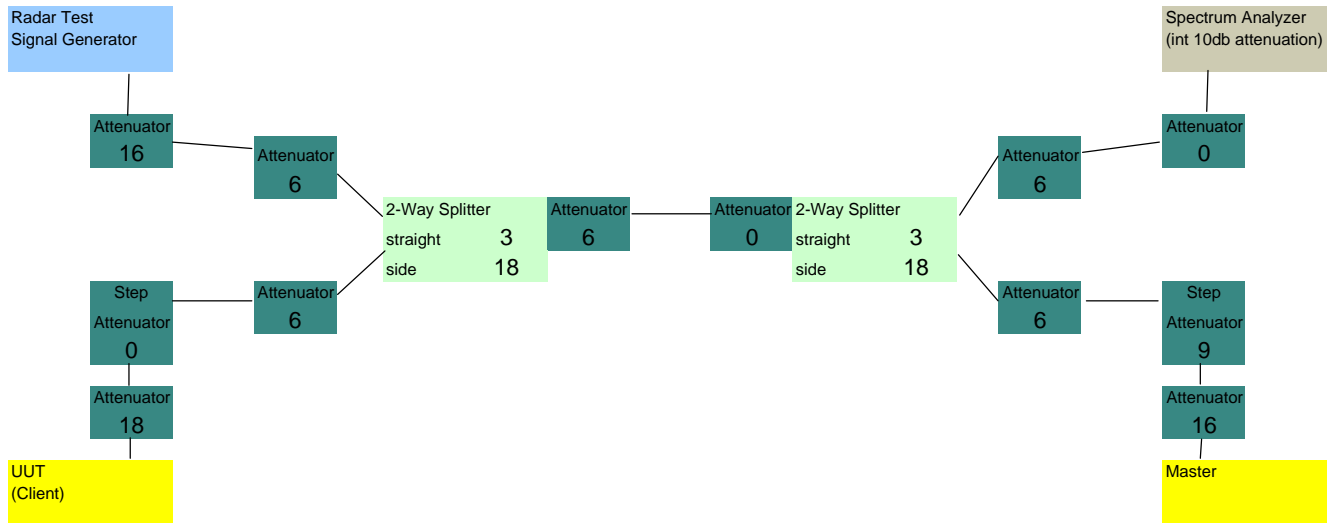 Radar Test
Signal Generator
Spectrum Analyzer
(int 10db attenuation)
Attenuator
16
Attenuator
6
Attenuator
6
Attenuator
0
2-Way Splitter
straight 3
side 18
Attenuator
6
Attenuator
0
2-Way Splitter
straight 3
side 18
Step
Attenuator
0
Attenuator
6
Attenuator
6
Step
Attenuator
9
Attenuator
18
Attenuator
16
UUT
(Client)
Master